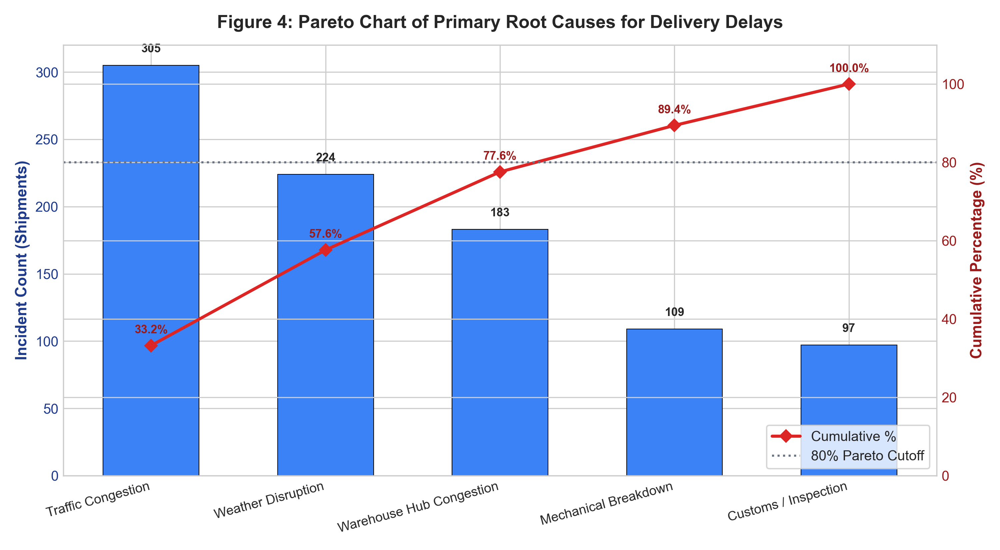 Figure 4: Pareto Chart of Primary Root Causes for Delivery Delays
Incident Count (Shipments)
300
250
200
150
100
50
0
305
224
183
109
97
33.2%
57.6%
77.6%
89.4%
100.0%
100
80
60
40
20
0
Cumulative Percentage (%)
Cumulative %
80% Pareto Cutoff
Traffic Congestion
Weather Disruption
Warehouse Hub Congestion
Mechanical Breakdown
Customs / Inspection